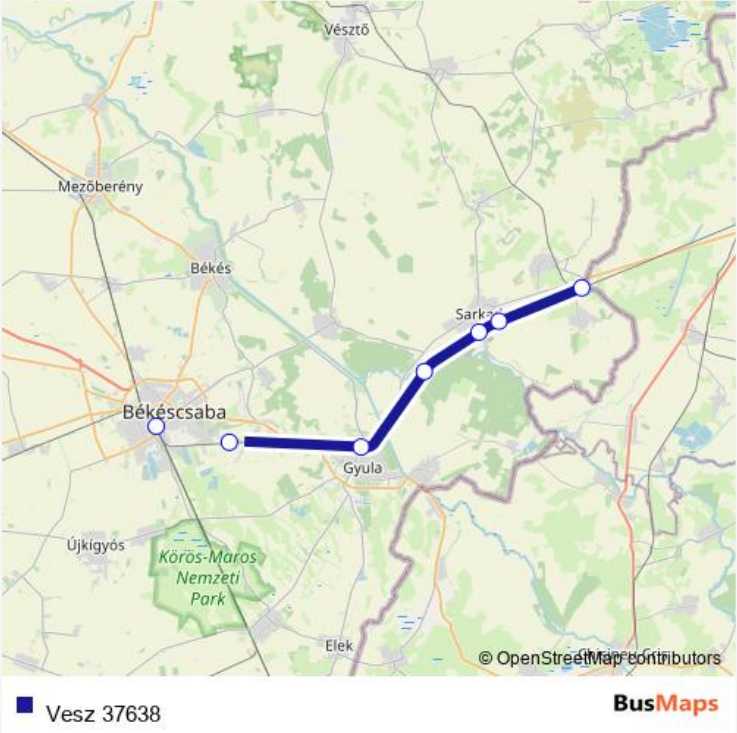 Vésztő
Mezőberény
Békés
Sarka
Békéscsaba
Gyula
Újkígyós
Körös-Maros
Nemzeti
Park
Elek
© OpenStreetMap contributors
Vesz 37638
BusMaps